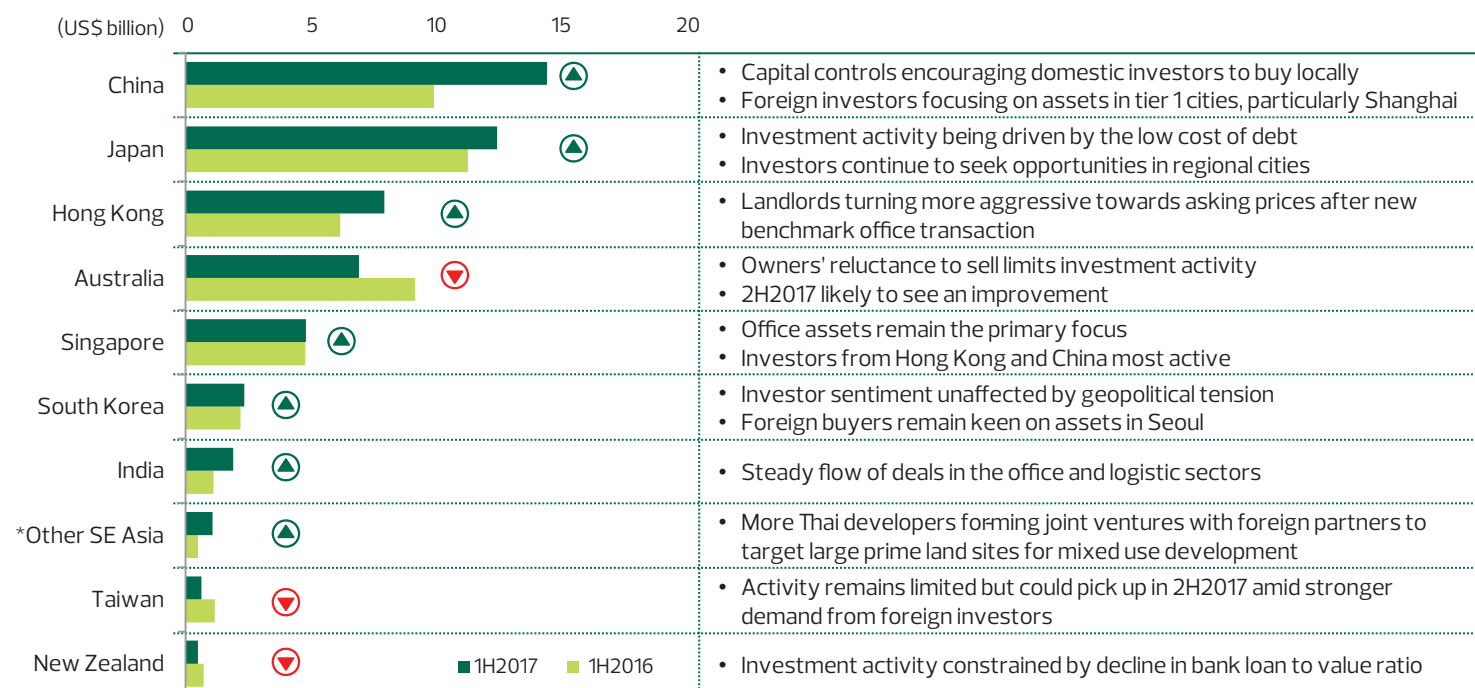 (US$ billion) 0 5 10 15 20
China
• Capital controls encouraging domestic investors to buy locally
• Foreign investors focusing on assets in tier 1 cities, particularly Shanghai
Japan
• Investment activity being driven by the low cost of debt
• Investors continue to seek opportunities in regional cities
Hong Kong
• Landlords turning more aggressive towards asking prices after new
benchmark office transaction
Australia
• Owners' reluctance to sell limits investment activity
• 2H2017 likely to see an improvement
Singapore
• Office assets remain the primary focus
• Investors from Hong Kong and China most active
South Korea
• Investor sentiment unaffected by geopolitical tension
• Foreign buyers remain keen on assets in Seoul
India
• Steady flow of deals in the office and logistic sectors
*Other SE Asia
• More Thai developers forming joint ventures with foreign partners to
target large prime land sites for mixed use development
Taiwan
• Activity remains limited but could pick up in 2H2017 amid stronger
demand from foreign investors
New Zealand
1H2017 1H2016
• Investment activity constrained by decline in bank loan to value ratio